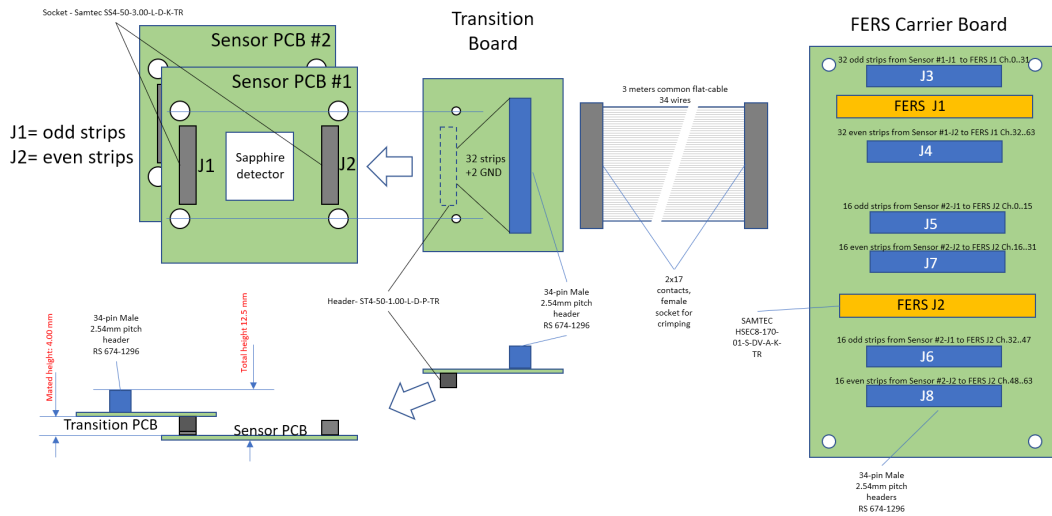 Socket - Samtec SS4-50-3.00-L-D-K-TR
Sensor PCB #2
Sensor PCB #1
J1= odd strips
J2= even strips
J1
Sapphire
detector
J2
Transition
Board
32 strips
+2 GND
3 meters common flat-cable
34 wires
2x17
contacts,
female
socket for
crimping
Header- ST4-50-1.00-L-D-P-TR
34-pin Male
2.54mm pitch
header
RS 674-1296
Mated height: 4.00 mm
34-pin Male
2.54mm pitch
header
RS 674-1296
Total height 12.5 mm
Transition PCB
Sensor PCB
FERS Carrier Board
32 odd strips from Sensor #1-J1 to FERS J1 Ch.0..31
J3
FERS J1
32 even strips from Sensor #1-J2 to FERS J1 Ch.32..63
J4
16 odd strips from Sensor #2-J1 to FERS J2 Ch.0..15
J5
16 even strips from Sensor #2-J2 to FERS J2 Ch.16..31
J7
FERS J2
SAMTEC
HSEC8-170-
01-S-DV-A-K-
TR
16 odd strips from Sensor #2-J1 to FERS J2 Ch.32..47
J6
16 even strips from Sensor #2-J2 to FERS J2 Ch.48..63
J8
34-pin Male
2.54mm pitch
headers
RS 674-1296